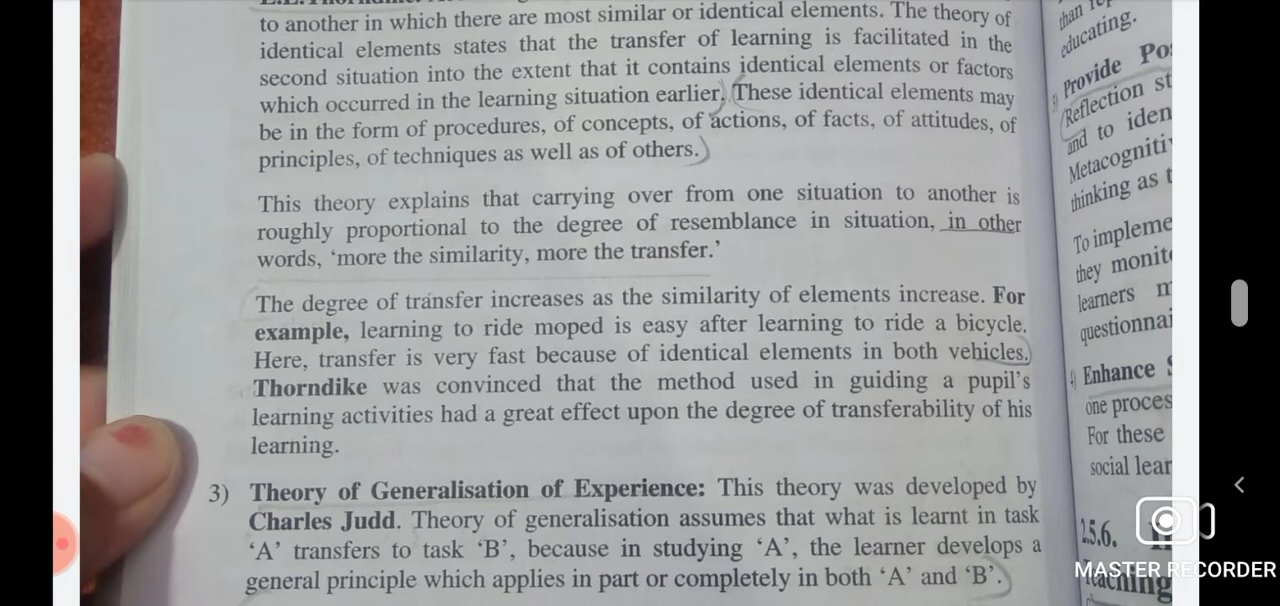 to another in which there are most similar or identical elements. The theory of
identical elements states that the transfer of learning is facilitated in the
second situation into the extent that it contains identical elements or factors
which occurred in the learning situation earlier. These identical elements may
be in the form of procedures, of concepts, of actions, of facts, of attitudes, of
principles, of techniques as well as of others.
This theory explains that carrying over from one situation to another is
roughly proportional to the degree of resemblance in situation, in other
words, ‘more the similarity, more the transfer.’
The degree of transfer increases as the similarity of elements increase. For
example, learning to ride moped is easy after learning to ride a bicycle.
Here, transfer is very fast because of identical elements in both vehicles.
Thorndike was convinced that the method used in guiding a pupil’s
learning activities had a great effect upon the degree of transferability of his
learning.
3) Theory of Generalisation of Experience: This theory was developed by
Charles Judd. Theory of generalisation assumes that what is learnt in task
‘A’ transfers to task ‘B’, because in studying ‘A’, the learner develops a
general principle which applies in part or completely in both ‘A’ and ‘B’.
than
educating.
Provide
Reflection
and to
thinking as
they
learners
4) Enhance
one
For these
social
2.5.6.
MASTER RECORDER